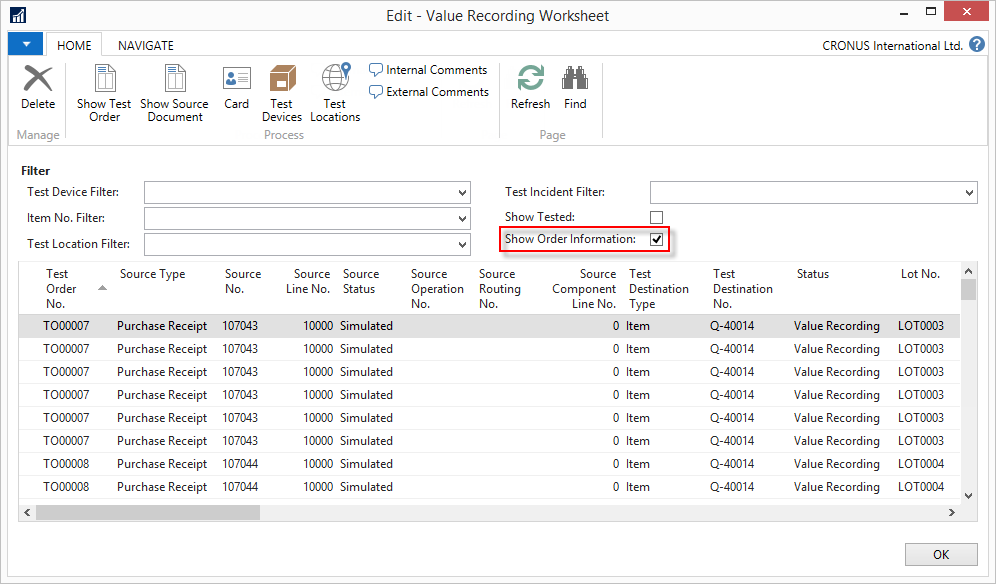 Edit - Value Recording Worksheet
HOME NAVIGATE CRONUS International Ltd. ?
Delete
Show Test Order
Show Source Document
Card
Test Devices
Test Locations
Internal Comments
External Comments
Refresh
Find
Manage Process Page
Filter
Test Device Filter:
Item No. Filter:
Test Location Filter:
Test Incident Filter:
Show Tested:
Show Order Information:
Test Order No. Source Type Source No. Source Line No. Source Status Source Operation No. Source Routing No. Source Component Line No. Test Destination Type Test Destination No. Status Lot No.
TO00007 Purchase Receipt 107043 10000 Simulated 0 Item Q-40014 Value Recording LOT0003
TO00007 Purchase Receipt 107043 10000 Simulated 0 Item Q-40014 Value Recording LOT0003
TO00007 Purchase Receipt 107043 10000 Simulated 0 Item Q-40014 Value Recording LOT0003
TO00007 Purchase Receipt 107043 10000 Simulated 0 Item Q-40014 Value Recording LOT0003
TO00007 Purchase Receipt 107043 10000 Simulated 0 Item Q-40014 Value Recording LOT0003
TO00007 Purchase Receipt 107043 10000 Simulated 0 Item Q-40014 Value Recording LOT0003
TO00008 Purchase Receipt 107044 10000 Simulated 0 Item Q-40014 Value Recording LOT0004
TO00008 Purchase Receipt 107044 10000 Simulated 0 Item Q-40014 Value Recording LOT0004
OK